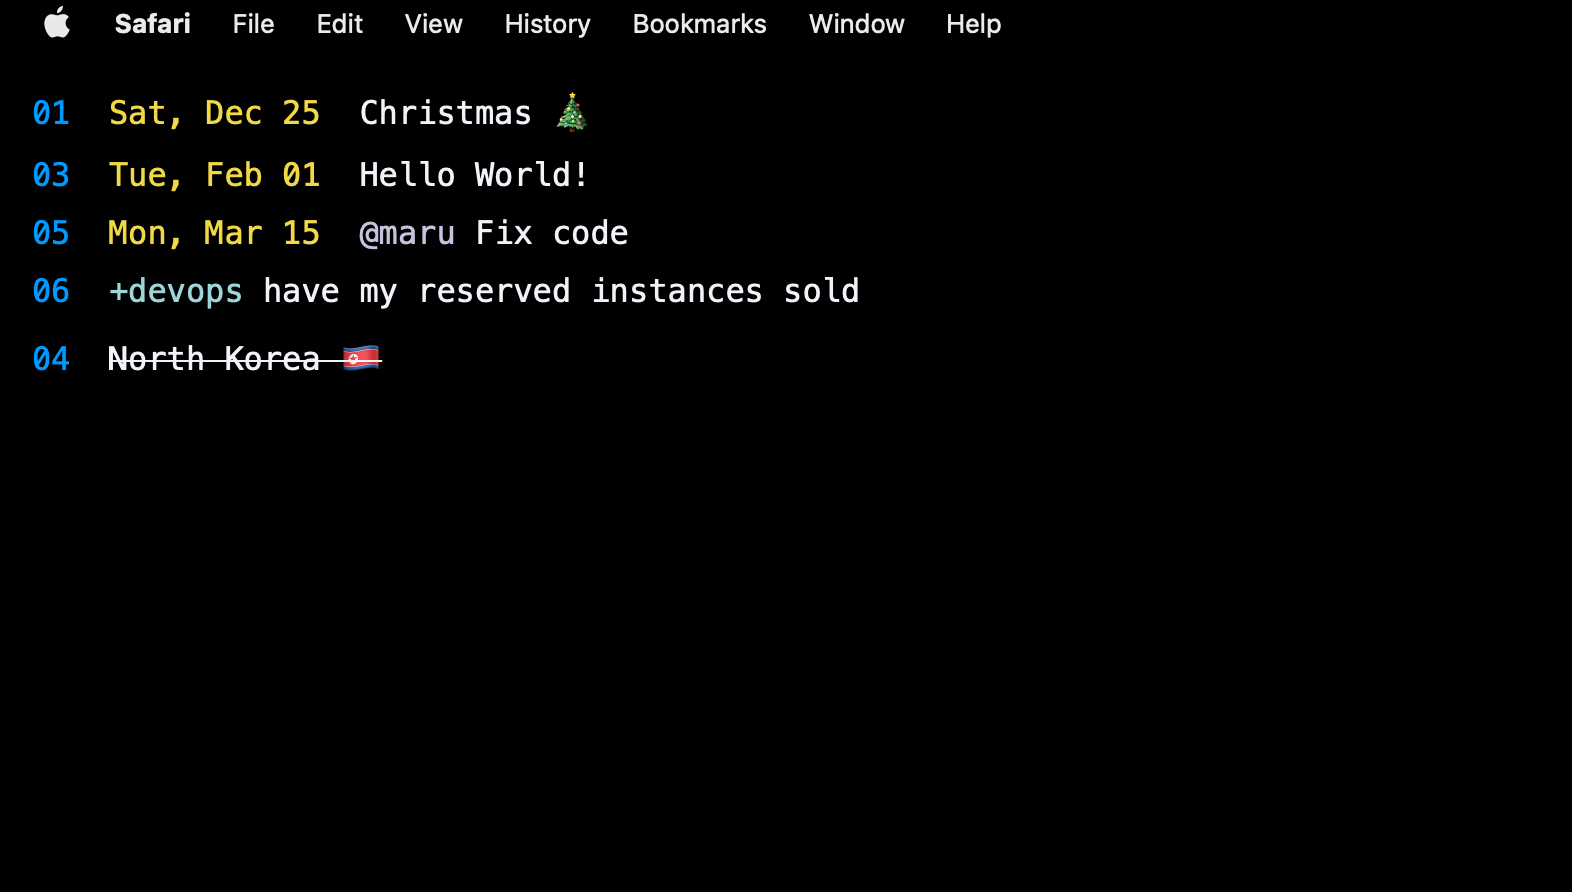 Safari File Edit View History Bookmarks Window Help
01 Sat, Dec 25 Christmas 🎄
03 Tue, Feb 01 Hello World!
05 Mon, Mar 15 @maru Fix code
06 +devops have my reserved instances sold
04 North Korea 🇰🇵